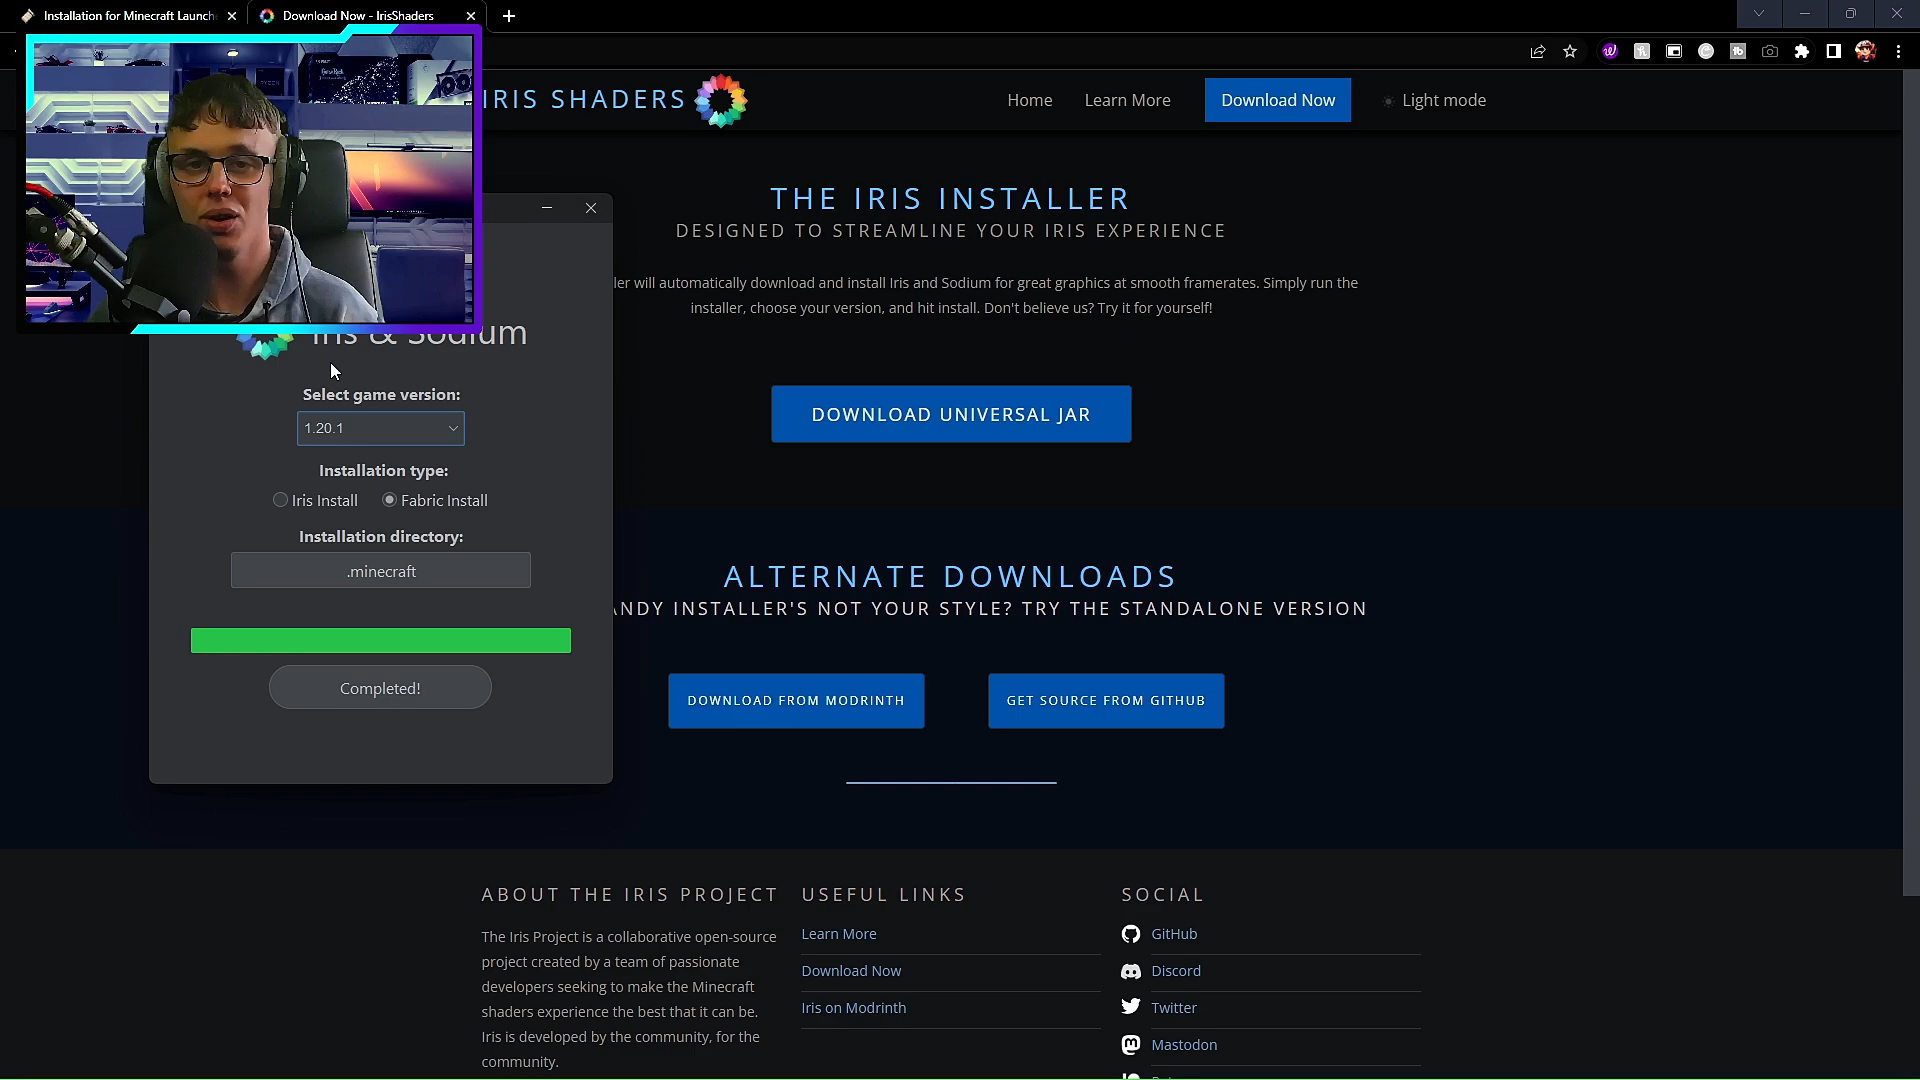 Installation for Minecraft Launch
Download Now - IrisShaders
IRIS SHADERS
Home
Learn More
Download Now
Light mode
THE IRIS INSTALLER
DESIGNED TO STREAMLINE YOUR IRIS EXPERIENCE
ler will automatically download and install Iris and Sodium for great graphics at smooth framerates. Simply run the
installer, choose your version, and hit install. Don't believe us? Try it for yourself!
Iris & Sodium
Select game version:
1.20.1
Installation type:
Iris Install
Fabric Install
Installation directory:
.minecraft
Completed!
DOWNLOAD UNIVERSAL JAR
ALTERNATE DOWNLOADS
ANDY INSTALLER'S NOT YOUR STYLE? TRY THE STANDALONE VERSION
DOWNLOAD FROM MODRINTH
GET SOURCE FROM GITHUB
ABOUT THE IRIS PROJECT
The Iris Project is a collaborative open-source
project created by a team of passionate
developers seeking to make the Minecraft
shaders experience the best that it can be.
Iris is developed by the community, for the
community.
USEFUL LINKS
Learn More
Download Now
Iris on Modrinth
SOCIAL
GitHub
Discord
Twitter
Mastodon